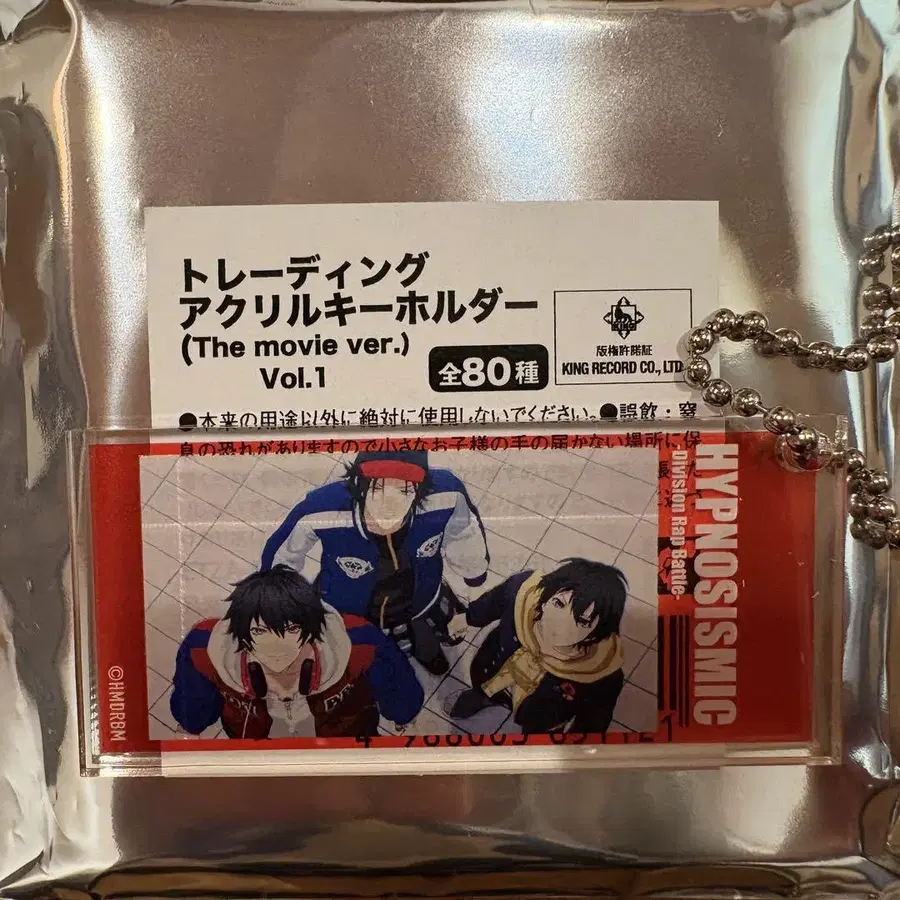 トレーディング
アクリルキーホルダー
(The movie ver.)
Vol.1
全80種
KING
版権許諾証
KING RECORD CO., LTD
●本来の用途以外に絶対に使用しないでください。●誤飲・窒
息の恐れがありますので小さなお子様の手の届かない場所に保
HYPNOSISMIC
Division Rap Battle
©HMDRBM